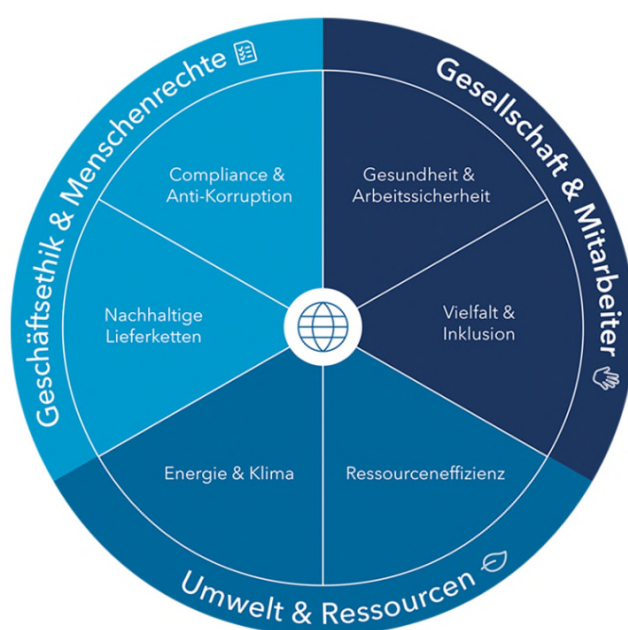 Geschäftsethik & Menschenrechte
Gesellschaft & Mitarbeiter
Compliance &
Anti-Korruption
Gesundheit &
Arbeitssicherheit
Nachhaltige
Lieferketten
Vielfalt &
Inklusion
Energie & Klima
Ressourceneffizienz
Umwelt & Ressourcen